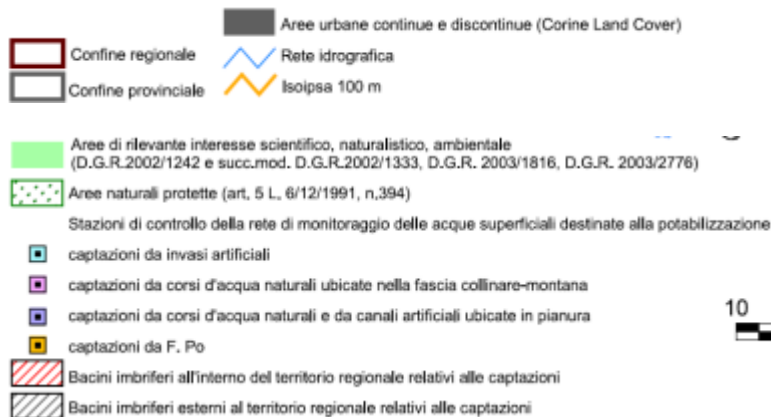 Aree urbane continue e discontinue (Corine Land Cover)
Confine regionale
Rete idrografica
Confine provinciale
Isoipsa 100 m
Aree di rilevante interesse scientifico, naturalistico, ambientale
(D.G.R.2002/1242 e succ.mod. D.G.R.2002/1333, D.G.R. 2003/1816, D.G.R. 2003/2776)
Aree naturali protette (art. 5 L. 6/12/1991, n.394)
Stazioni di controllo della rete di monitoraggio delle acque superficiali destinate alla potabilizzazione
captazioni da invasi artificiali
captazioni da corsi d'acqua naturali ubicate nella fascia collinare-montana
captazioni da corsi d'acqua naturali e da canali artificiali ubicate in pianura
10
captazioni da F. Po
Bacini imbriferi all'interno del territorio regionale relativi alle captazioni
Bacini imbriferi esterni al territorio regionale relativi alle captazioni